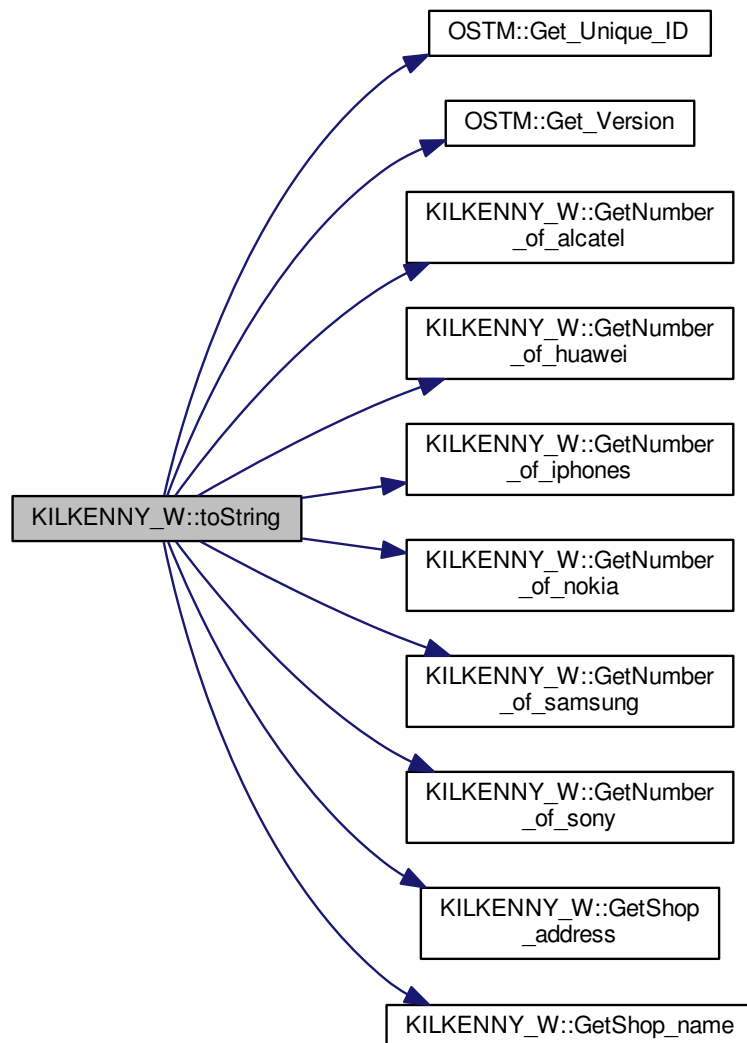 OSTM::Get_Unique_ID
OSTM::Get_Version
KILKENNY_W::GetNumber
_of_alcatel
KILKENNY_W::GetNumber
_of_huawei
KILKENNY_W::GetNumber
_of_iphones
KILKENNY_W::toString
KILKENNY_W::GetNumber
_of_nokia
KILKENNY_W::GetNumber
_of_samsung
KILKENNY_W::GetNumber
_of_sony
KILKENNY_W::GetShop
_address
KILKENNY_W::GetShop_name